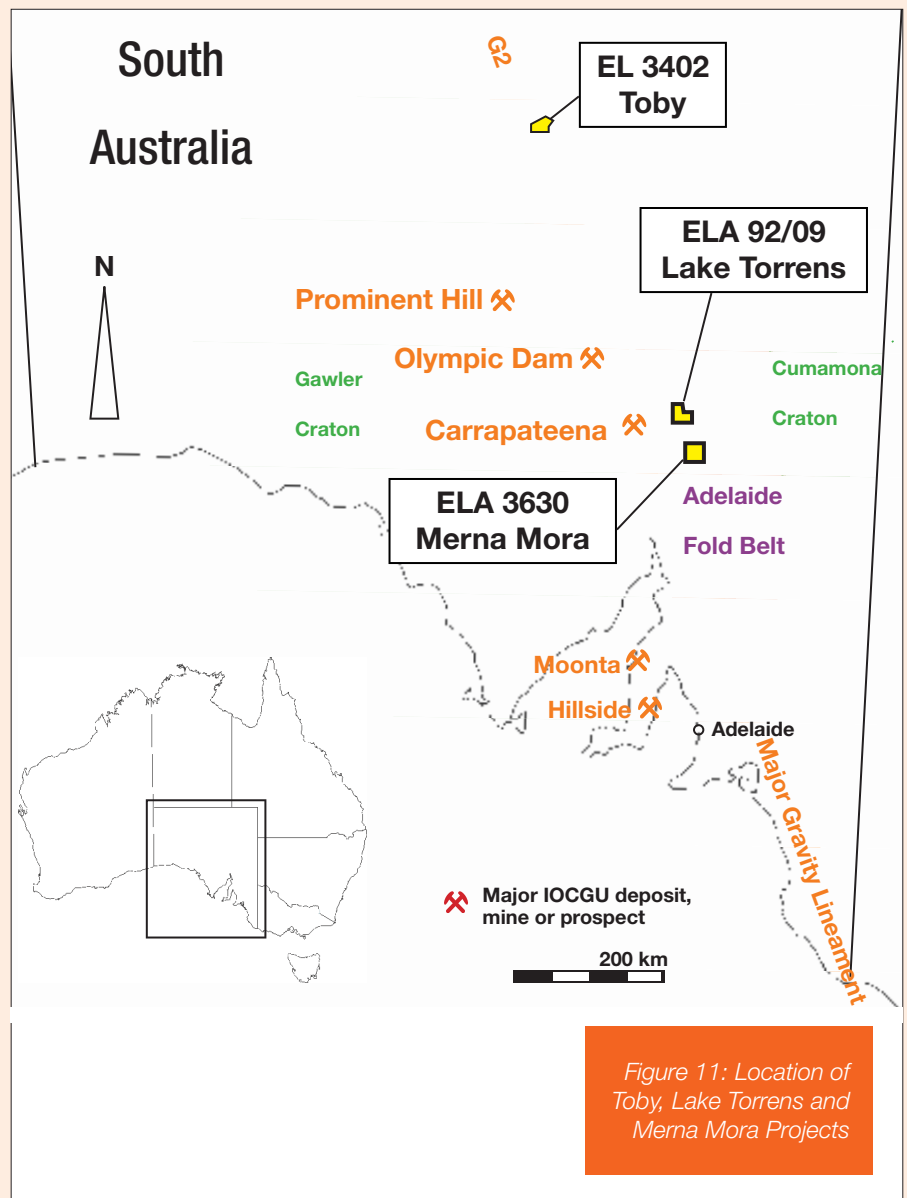 South
Australia
G2
EL 3402
Toby
ELA 92/09
Lake Torrens
N
Prominent Hill
Olympic Dam
Gawler
Craton
Cumamona
Craton
Carrapateena
ELA 3630
Merna Mora
Adelaide
Fold Belt
Moonta
Hillside
Adelaide
Major Gravity Lineament
Major IOCGU deposit,
mine or prospect
200 km
Figure 11: Location of
Toby, Lake Torrens and
Merna Mora Projects